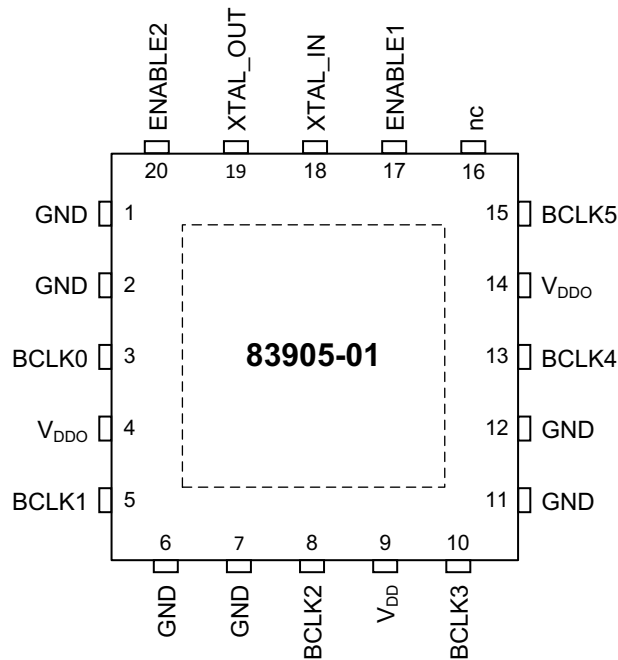 ENABLE2
XTAL_OUT
XTAL_IN
ENABLE1
nc
20
19
18
17
16
GND 1
15 BCLK5
GND 2
14 VDDO
BCLK0 3
83905-01
13 BCLK4
VDDO 4
12 GND
BCLK1 5
11 GND
6
7
8
9
10
GND
GND
BCLK2
VDD
BCLK3